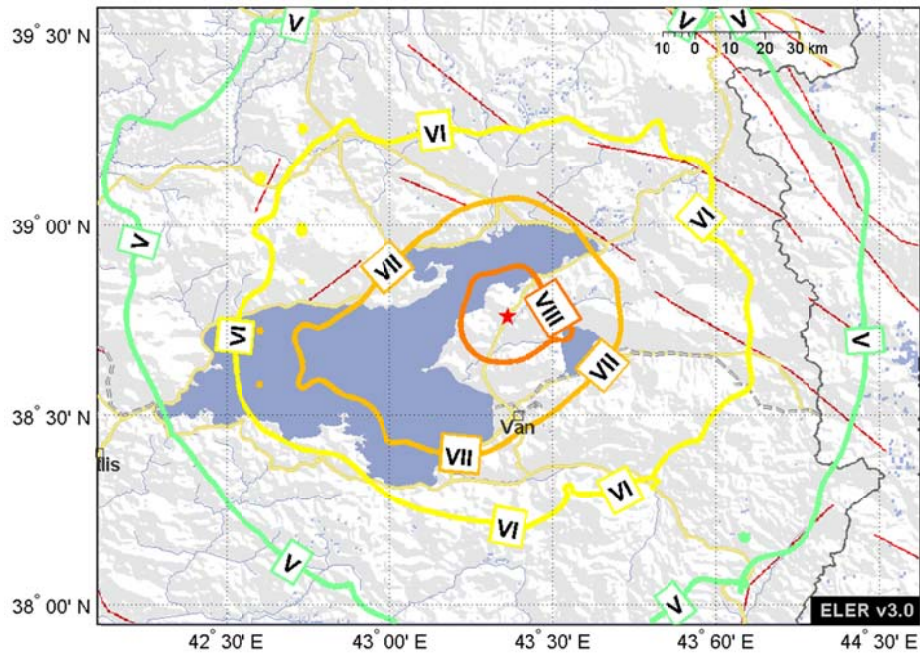 39° 30' N
39° 00' N
38° 30' N
38° 00' N
42° 30' E
43° 00' E
43° 30' E
43° 60' E
44° 30' E
10 0 10 20 30 km
V
V
V
VI
VI
V
VII
VIII
VI
V
VII
Van
tlis
VII
VI
VI
V
V
ELER v3.0